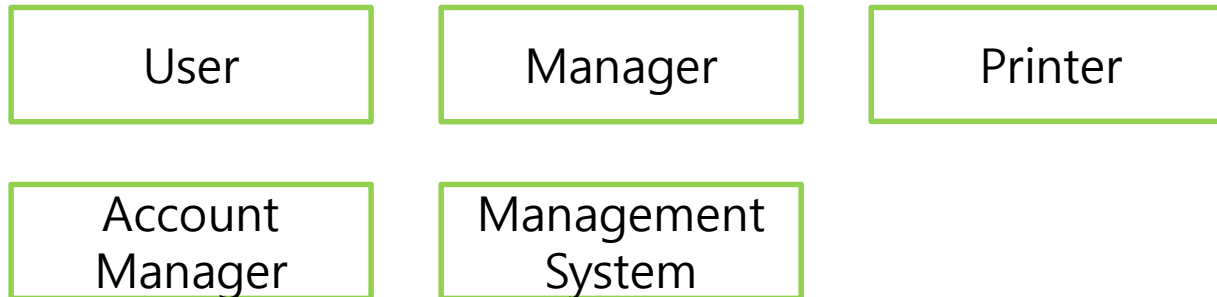 User
Manager
Printer
Account
Manager
Management
System